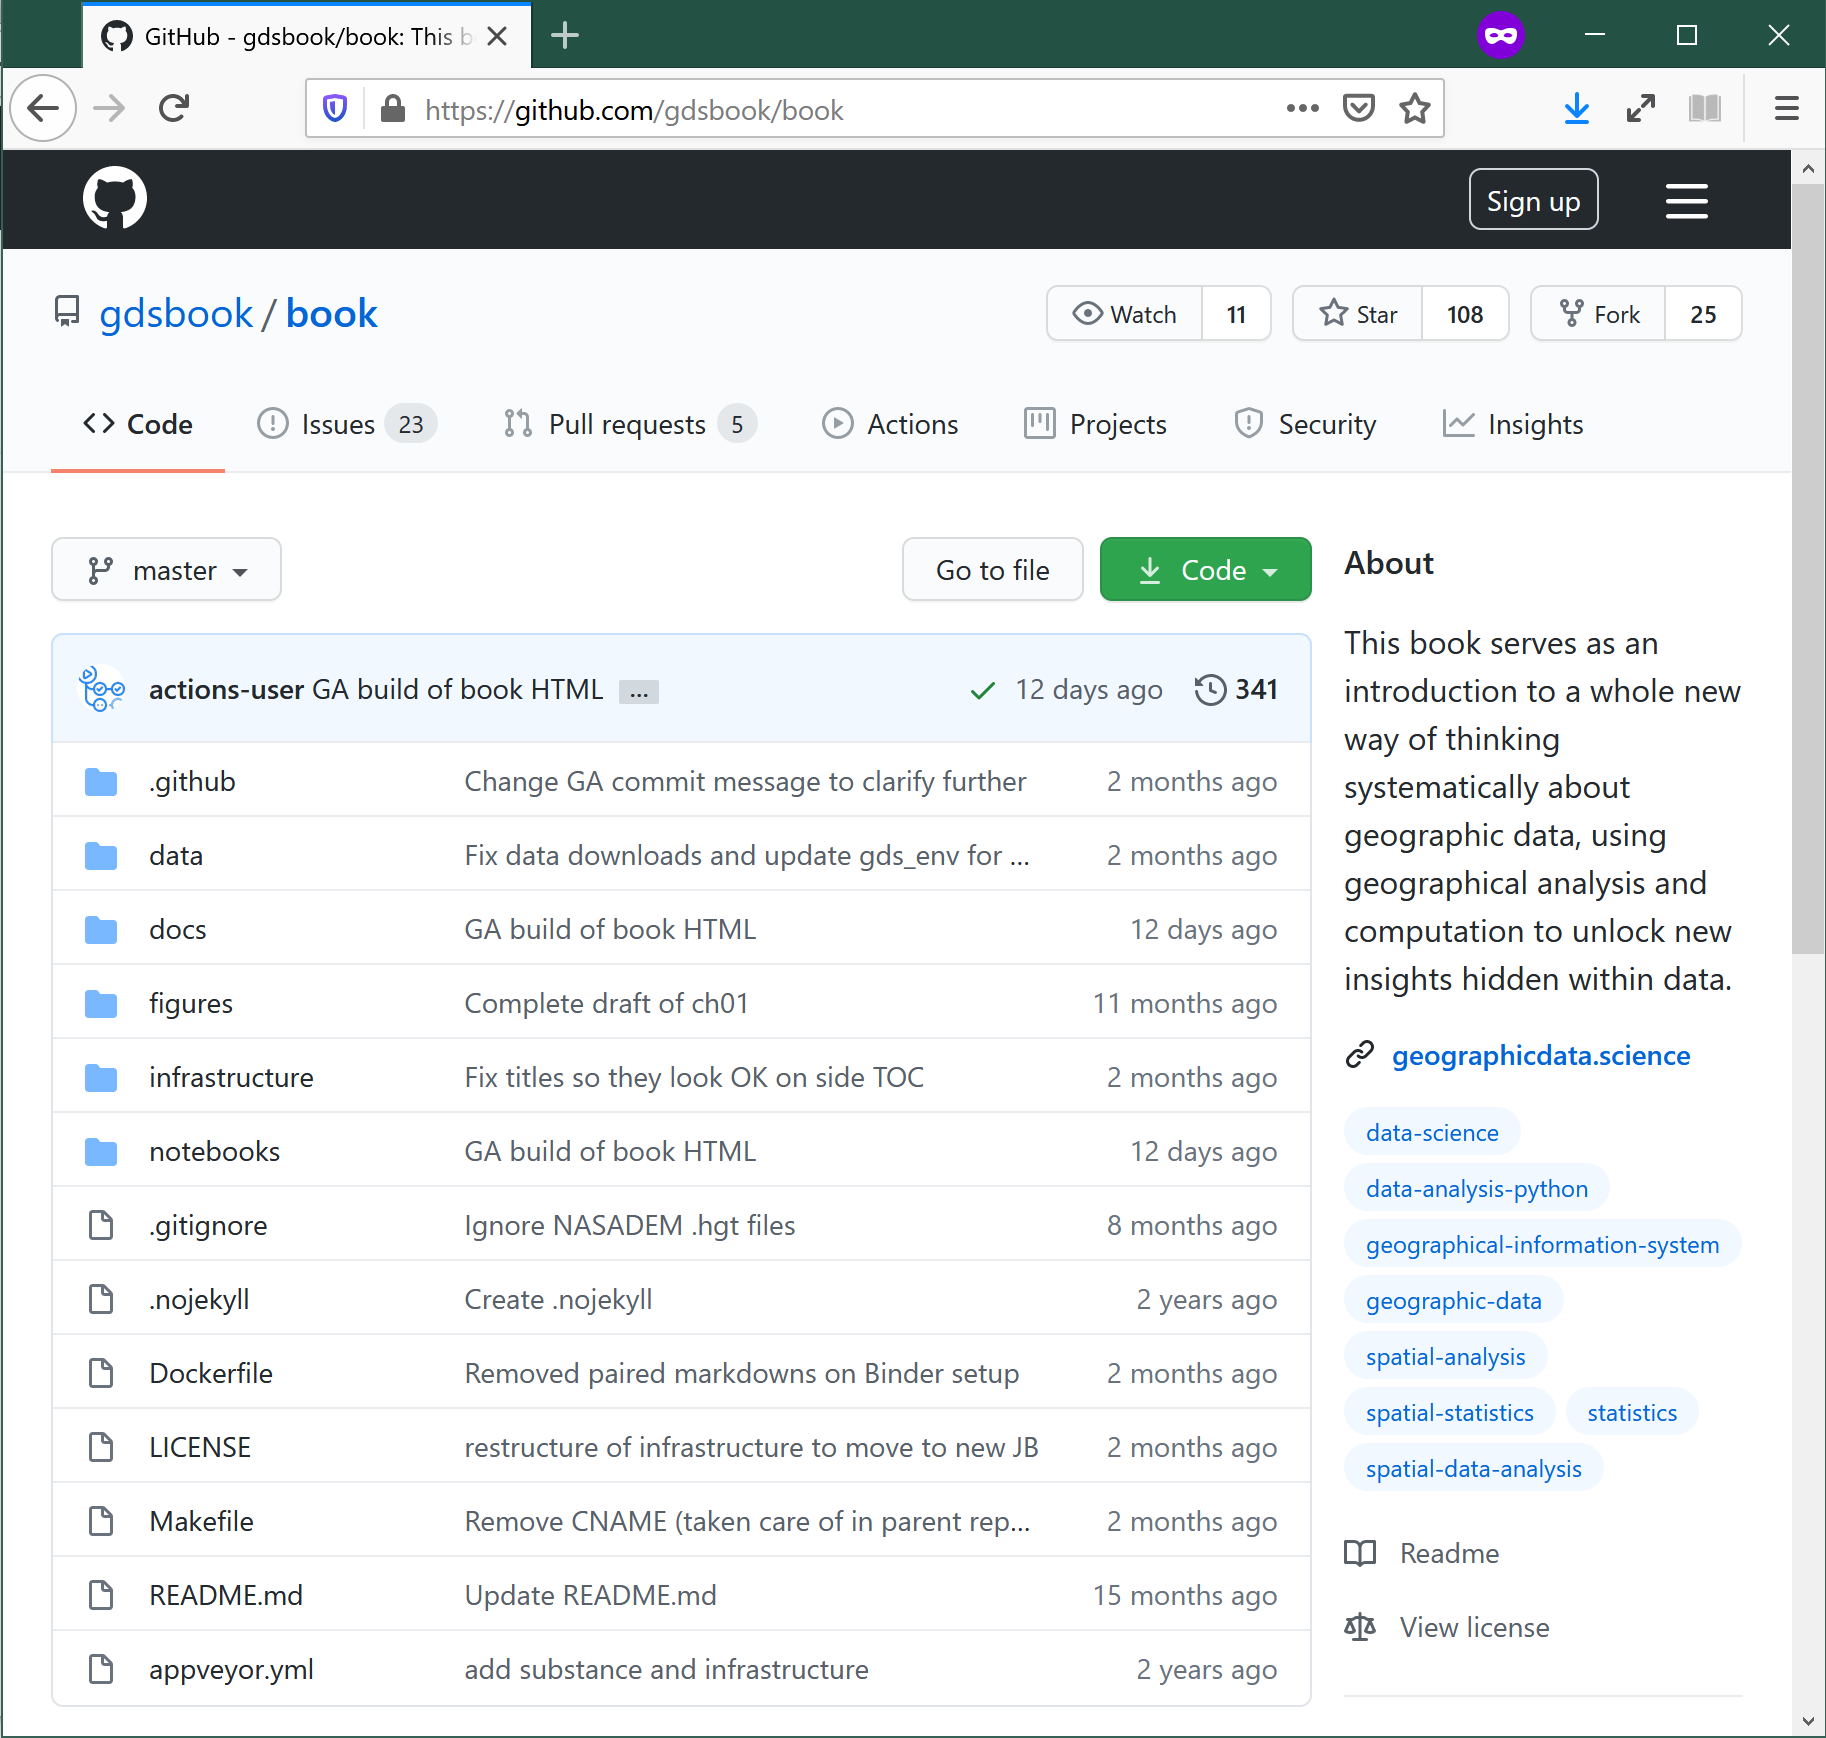 GitHub - gdsbook/book: This b
https://github.com/gdsbook/book
Sign up
gdsbook / book
Watch 11 Star 108 Fork 25
Code Issues 23 Pull requests 5 Actions Projects Security Insights
master Go to file Code
actions-user GA build of book HTML ... 12 days ago 341
.github Change GA commit message to clarify further 2 months ago
data Fix data downloads and update gds_env for ... 2 months ago
docs GA build of book HTML 12 days ago
figures Complete draft of ch01 11 months ago
infrastructure Fix titles so they look OK on side TOC 2 months ago
notebooks GA build of book HTML 12 days ago
.gitignore Ignore NASADEM .hgt files 8 months ago
.nojekyll Create .nojekyll 2 years ago
Dockerfile Removed paired markdowns on Binder setup 2 months ago
LICENSE restructure of infrastructure to move to new JB 2 months ago
Makefile Remove CNAME (taken care of in parent rep... 2 months ago
README.md Update README.md 15 months ago
appveyor.yml add substance and infrastructure 2 years ago
About
This book serves as an
introduction to a whole new
way of thinking
systematically about
geographic data, using
geographical analysis and
computation to unlock new
insights hidden within data.
geographicdata.science
data-science
data-analysis-python
geographical-information-system
geographic-data
spatial-analysis
spatial-statistics statistics
spatial-data-analysis
Readme
View license